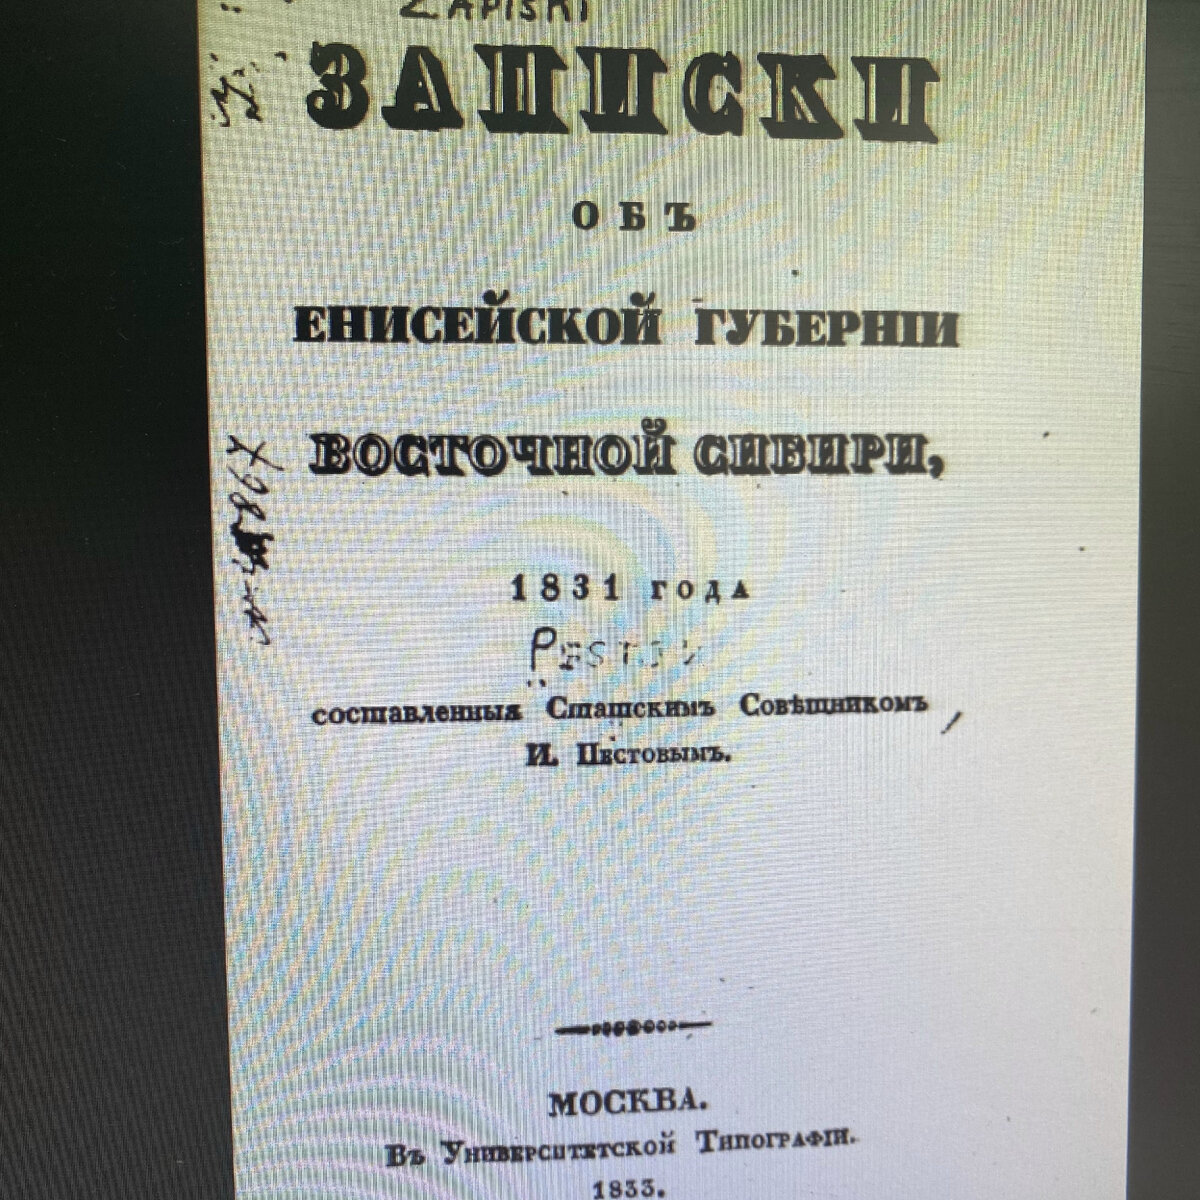 ZAPISKI
ЗАПИСКИ
ОБЪ
ЕНИСЕЙСКОЙ ГУБЕРНІИ
ВОСТОЧНОЙ СИБИРИ,
1831 года
составленныя Статскимъ Совѣтникомъ
И. Пестовымъ.
МОСКВА.
Въ Университетской Типографіи.
1833.